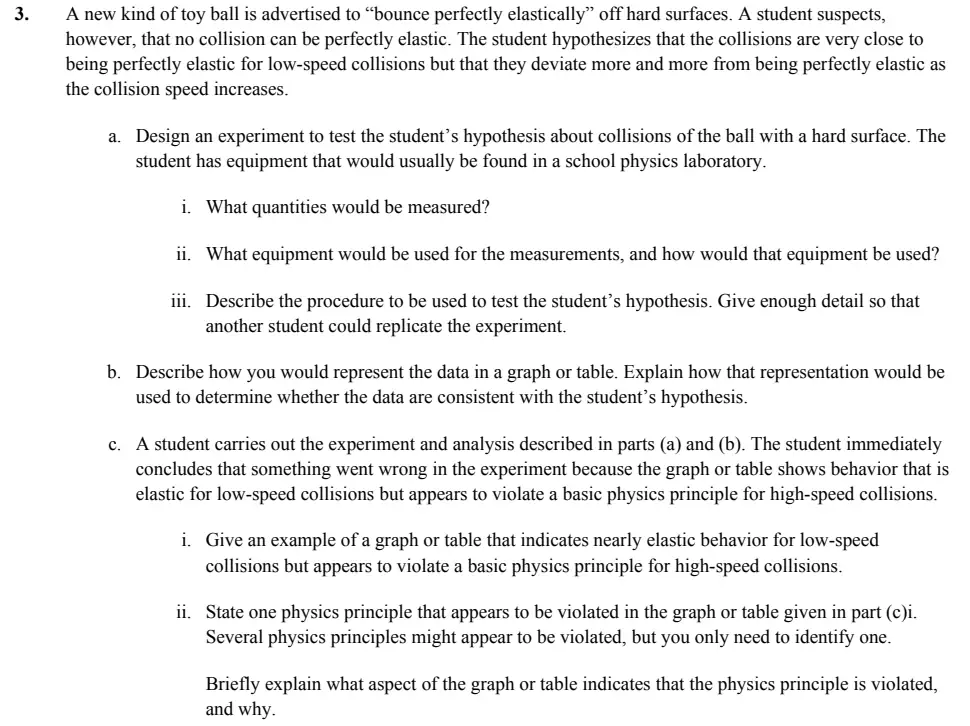 3. A new kind of toy ball is advertised to “bounce perfectly elastically” off hard surfaces. A student suspects,
however, that no collision can be perfectly elastic. The student hypothesizes that the collisions are very close to
being perfectly elastic for low-speed collisions but that they deviate more and more from being perfectly elastic as
the collision speed increases.
a. Design an experiment to test the student’s hypothesis about collisions of the ball with a hard surface. The
student has equipment that would usually be found in a school physics laboratory.
i. What quantities would be measured?
ii. What equipment would be used for the measurements, and how would that equipment be used?
iii. Describe the procedure to be used to test the student’s hypothesis. Give enough detail so that
another student could replicate the experiment.
b. Describe how you would represent the data in a graph or table. Explain how that representation would be
used to determine whether the data are consistent with the student’s hypothesis.
c. A student carries out the experiment and analysis described in parts (a) and (b). The student immediately
concludes that something went wrong in the experiment because the graph or table shows behavior that is
elastic for low-speed collisions but appears to violate a basic physics principle for high-speed collisions.
i. Give an example of a graph or table that indicates nearly elastic behavior for low-speed
collisions but appears to violate a basic physics principle for high-speed collisions.
ii. State one physics principle that appears to be violated in the graph or table given in part (c)i.
Several physics principles might appear to be violated, but you only need to identify one.
Briefly explain what aspect of the graph or table indicates that the physics principle is violated,
and why.